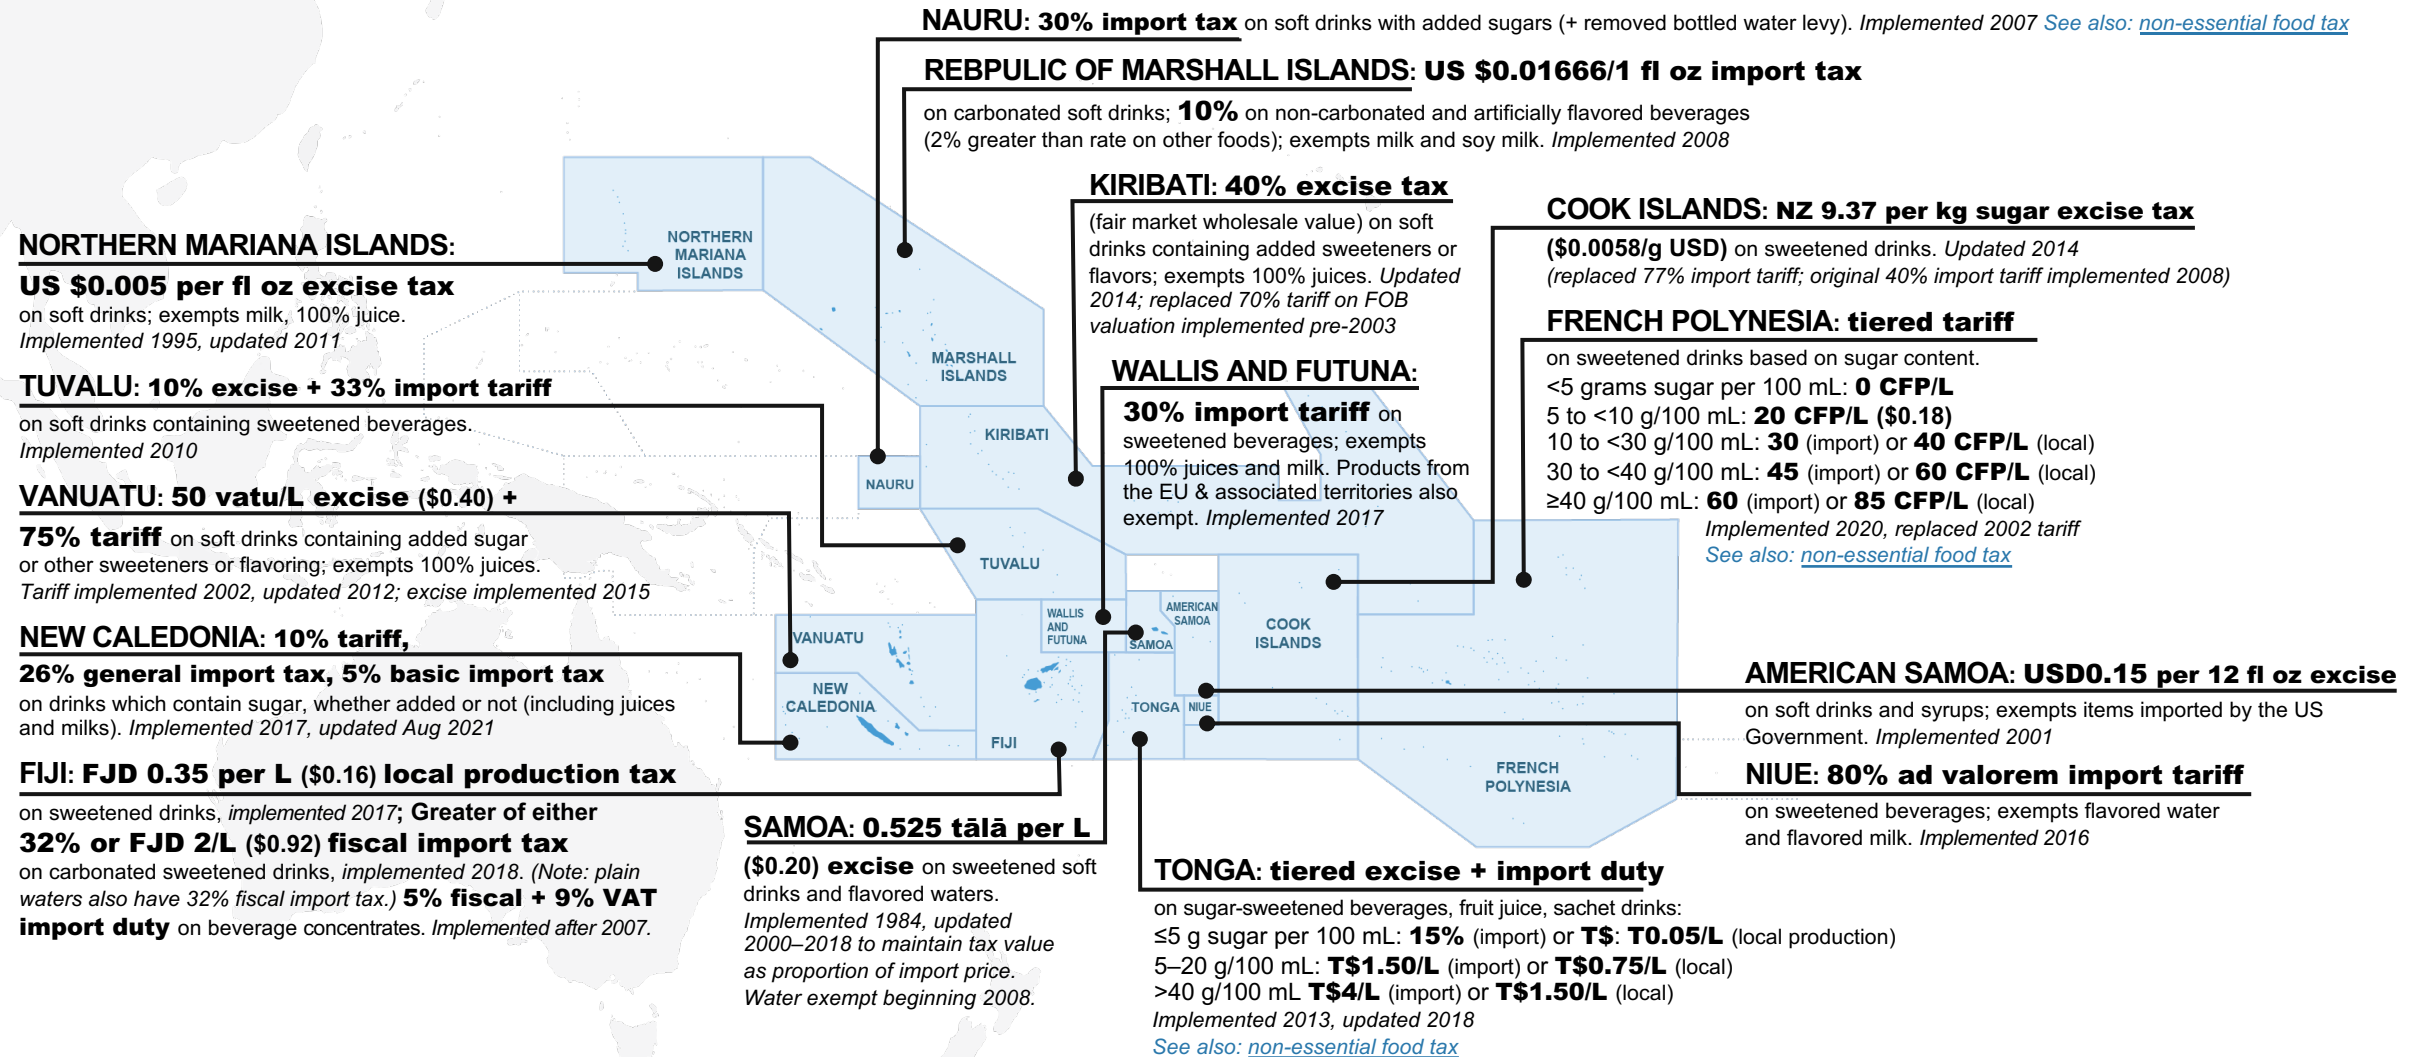 NAURU: 30% import tax on soft drinks with added sugars (+ removed bottled water levy). Implemented 2007 See also: non-essential food tax
REBPULIC OF MARSHALL ISLANDS: US $0.01666/1 fl oz import tax
on carbonated soft drinks; 10% on non-carbonated and artificially flavored beverages
(2% greater than rate on other foods); exempts milk and soy milk. Implemented 2008
KIRIBATI: 40% excise tax
(fair market wholesale value) on soft
drinks containing added sweeteners or
flavors; exempts 100% juices. Updated
2014; replaced 70% tariff on FOB
valuation implemented pre-2003
COOK ISLANDS: NZ 9.37 per kg sugar excise tax
($0.0058/g USD) on sweetened drinks. Updated 2014
(replaced 77% import tariff; original 40% import tariff implemented 2008)
FRENCH POLYNESIA: tiered tariff
on sweetened drinks based on sugar content.
<5 grams sugar per 100 mL: 0 CFP/L
5 to <10 g/100 mL: 20 CFP/L ($0.18)
10 to <30 g/100 mL: 30 (import) or 40 CFP/L (local)
30 to <40 g/100 mL: 45 (import) or 60 CFP/L (local)
≥40 g/100 mL: 60 (import) or 85 CFP/L (local)
Implemented 2020, replaced 2002 tariff
See also: non-essential food tax
WALLIS AND FUTUNA:
30% import tariff on
sweetened beverages; exempts
100% juices and milk. Products from
the EU & associated territories also
exempt. Implemented 2017
NORTHERN MARIANA ISLANDS:
US $0.005 per fl oz excise tax
on soft drinks; exempts milk, 100% juice.
Implemented 1995, updated 2011
TUVALU: 10% excise + 33% import tariff
on soft drinks containing sweetened beverages.
Implemented 2010
VANUATU: 50 vatu/L excise ($0.40) +
75% tariff on soft drinks containing added sugar
or other sweeteners or flavoring; exempts 100% juices.
Tariff implemented 2002, updated 2012; excise implemented 2015
NEW CALEDONIA: 10% tariff,
26% general import tax, 5% basic import tax
on drinks which contain sugar, whether added or not (including juices
and milks). Implemented 2017, updated Aug 2021
FIJI: FJD 0.35 per L ($0.16) local production tax
on sweetened drinks, implemented 2017; Greater of either
32% or FJD 2/L ($0.92) fiscal import tax
on carbonated sweetened drinks, implemented 2018. (Note: plain
waters also have 32% fiscal import tax.) 5% fiscal + 9% VAT
import duty on beverage concentrates. Implemented after 2007.
SAMOA: 0.525 tālā per L
($0.20) excise on sweetened soft
drinks and flavored waters.
Implemented 1984, updated
2000–2018 to maintain tax value
as proportion of import price.
Water exempt beginning 2008.
TONGA: tiered excise + import duty
on sugar-sweetened beverages, fruit juice, sachet drinks:
≤5 g sugar per 100 mL: 15% (import) or T$: T0.05/L (local production)
5–20 g/100 mL: T$1.50/L (import) or T$0.75/L (local)
>40 g/100 mL T$4/L (import) or T$1.50/L (local)
Implemented 2013, updated 2018
See also: non-essential food tax
AMERICAN SAMOA: USD0.15 per 12 fl oz excise
on soft drinks and syrups; exempts items imported by the US
Government. Implemented 2001
NIUE: 80% ad valorem import tariff
on sweetened beverages; exempts flavored water
and flavored milk. Implemented 2016
NORTHERN
MARIANA
ISLANDS
MARSHALL
ISLANDS
KIRIBATI
NAURU
TUVALU
WALLIS
AND
FUTUNA
AMERICAN
SAMOA
SAMOA
COOK
ISLANDS
VANUATU
NEW
CALEDONIA
FIJI
TONGA
NIUE
FRENCH
POLYNESIA